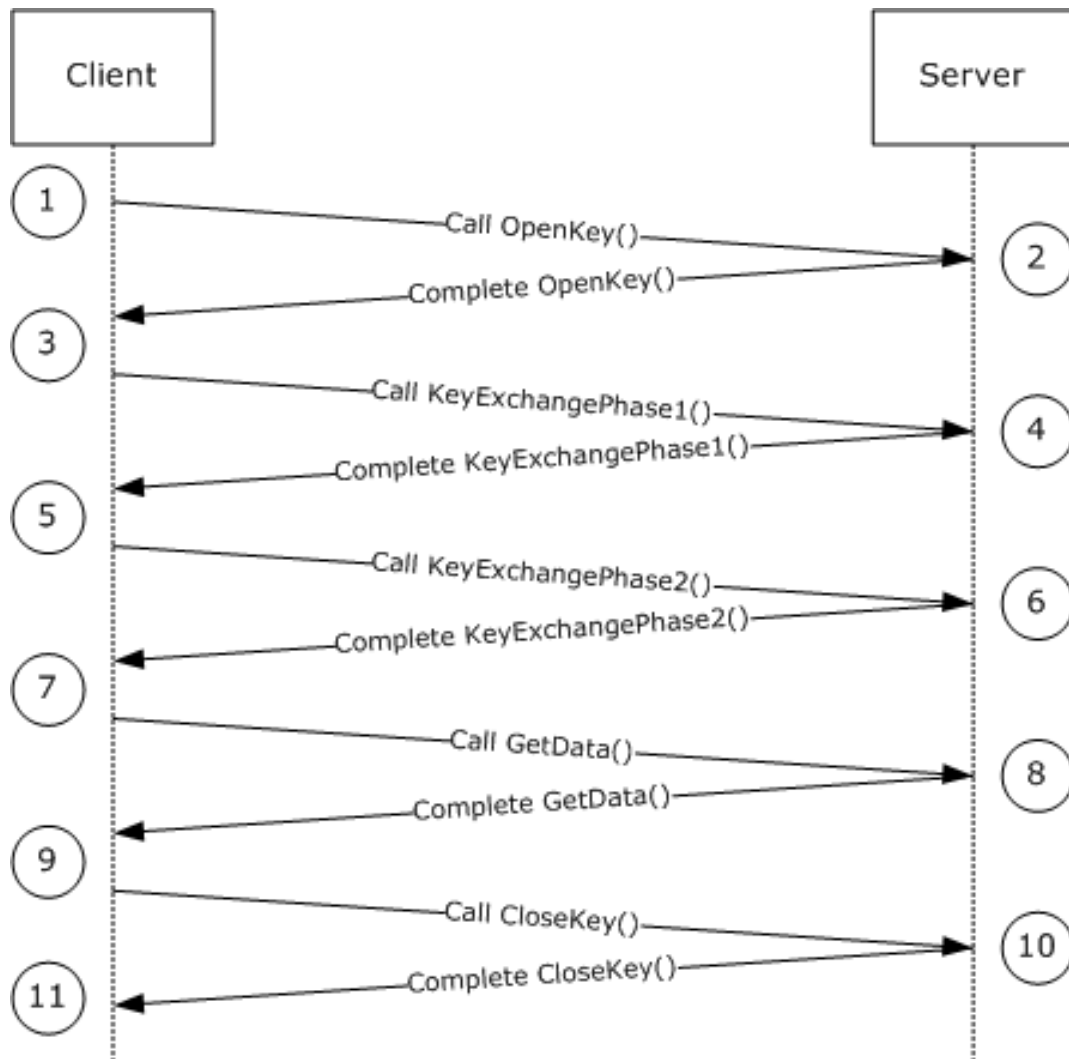 Client
Server
1
Call OpenKey()
2
Complete OpenKey()
3
Call KeyExchangePhase1()
4
Complete KeyExchangePhase1()
5
Call KeyExchangePhase2()
6
Complete KeyExchangePhase2()
7
Call GetData()
8
Complete GetData()
9
Call CloseKey()
10
Complete CloseKey()
11